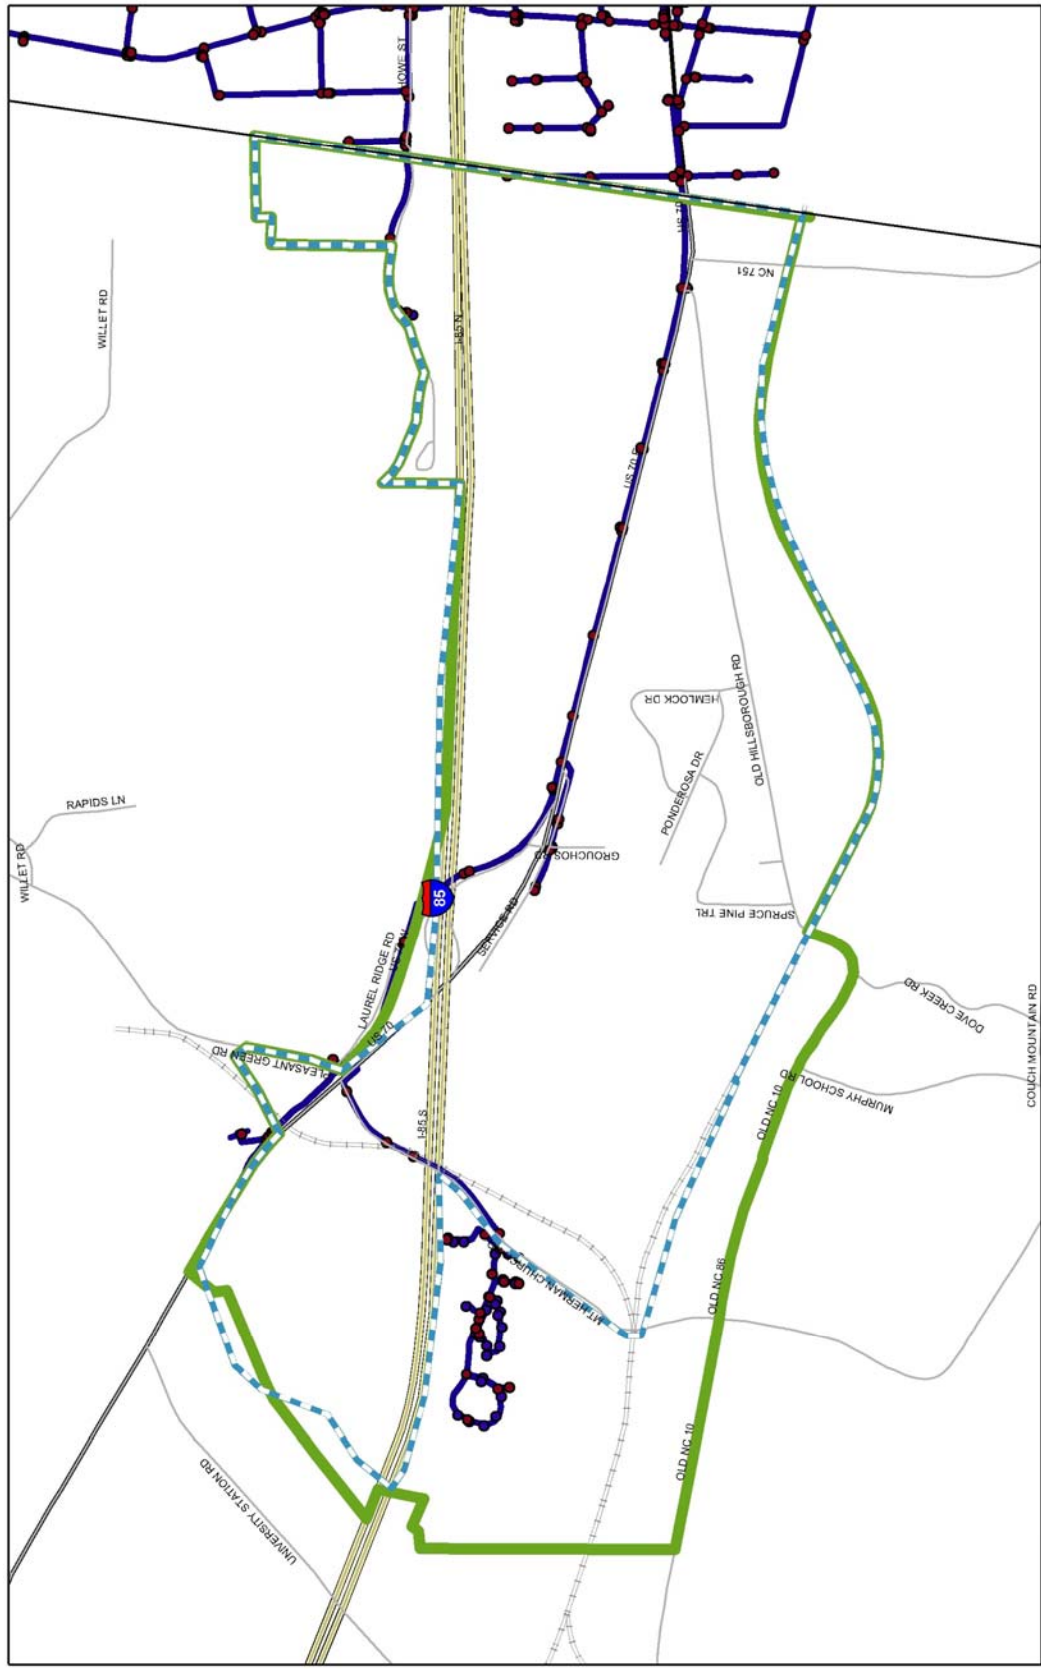 HOWE ST
WILLET RD
US 70
NC 751
I-85 N
US 70 E
HEMLOCK DR
OLD HILLSBOROUGH RD
PONDEROSA DR
RAPIDS LN
WILLET RD
GROUCHOS RD
85
SPRUCE PINE TRL
SERVICE RD
LAUREL RIDGE RD
US 70 W
US 70
DOVE CREEK RD
COUCH MOUNTAIN RD
PLEASANT GREEN RD
MURPHY SCHOOL RD
OLD NC 10
I-85 S
MT HERMAN CHURCH
OLD NC 86
OLD NC 10
UNIVERSITY STATION RD